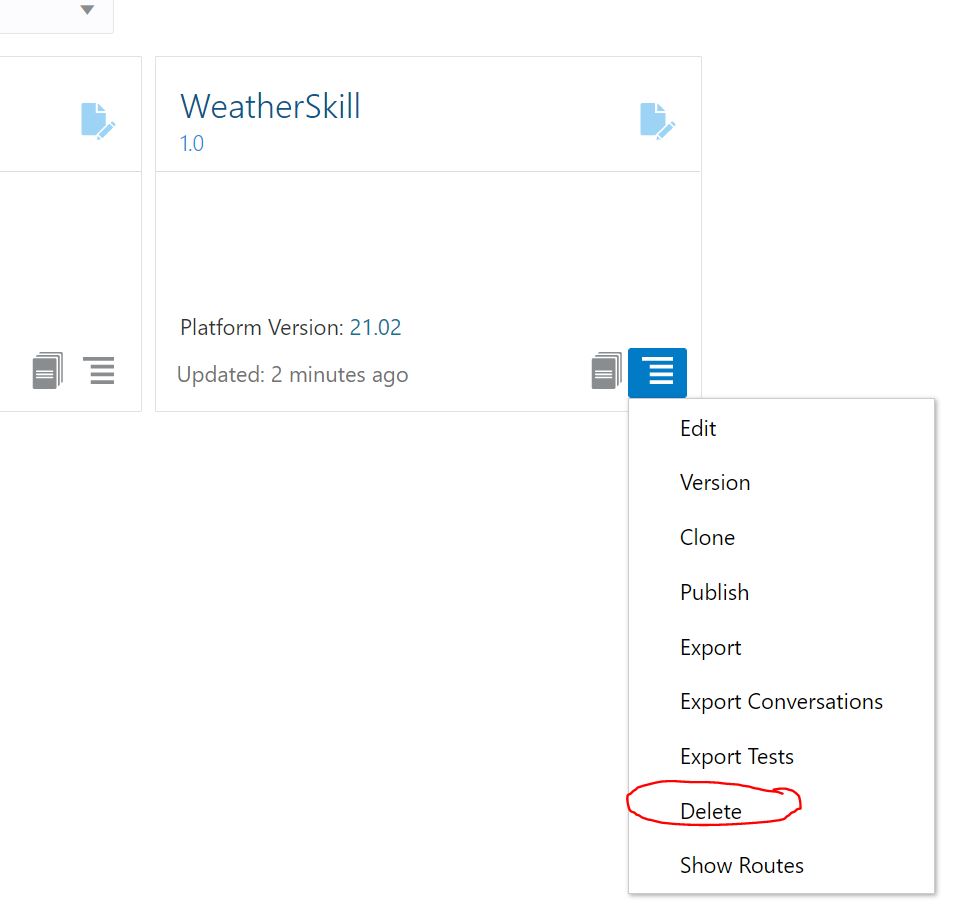 WeatherSkill
1.0
Platform Version: 21.02
Updated: 2 minutes ago
Edit
Version
Clone
Publish
Export
Export Conversations
Export Tests
Delete
Show Routes